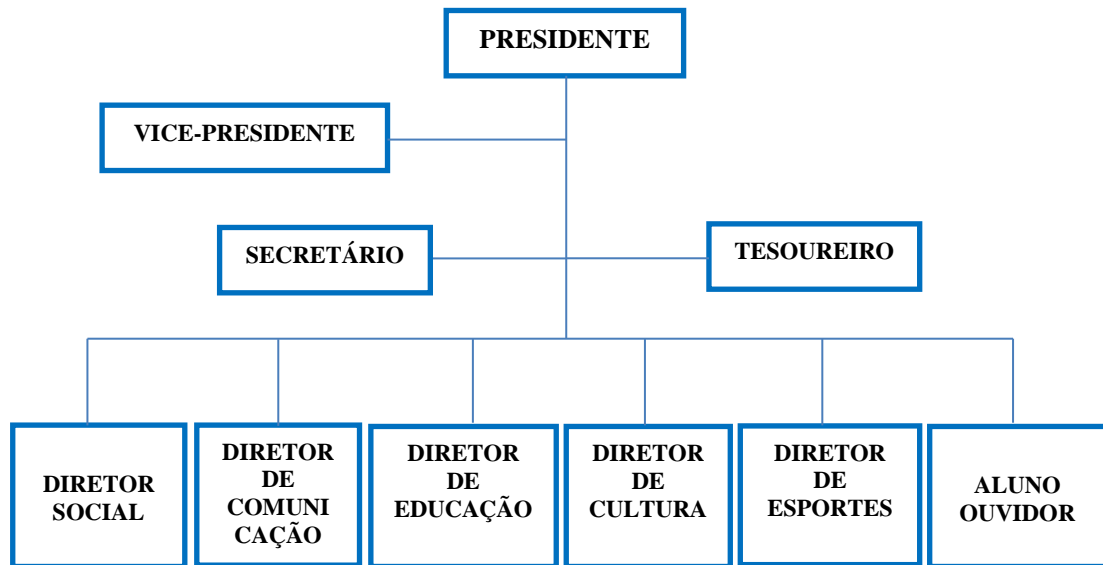 PRESIDENTE
VICE-PRESIDENTE
SECRETÁRIO
TESOUREIRO
DIRETOR
SOCIAL
DIRETOR
DE
COMUNI
CAÇÃO
DIRETOR
DE
EDUCAÇÃO
DIRETOR
DE
CULTURA
DIRETOR
DE
ESPORTES
ALUNO
OUVIDOR